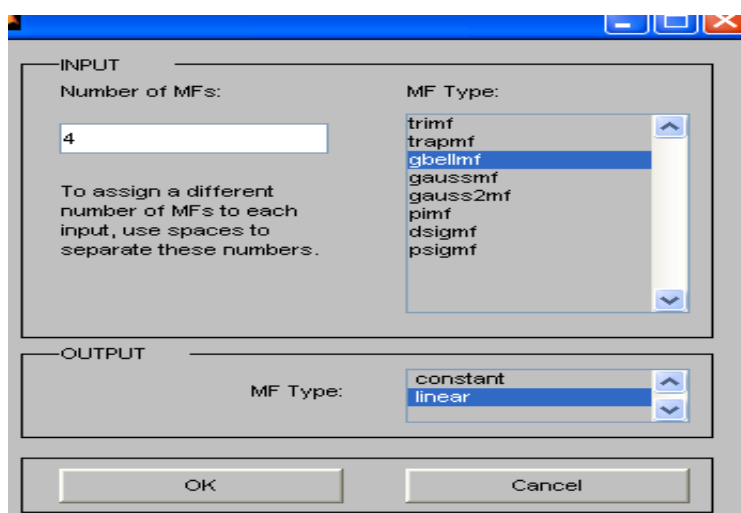 INPUT
Number of MFs:
4
To assign a different
number of MFs to each
input, use spaces to
separate these numbers.
MF Type:
trimf
trapmf
gbellmf
gaussmf
gauss2mf
pimf
dsigmf
psigmf
OUTPUT
MF Type:
constant
linear
OK
Cancel